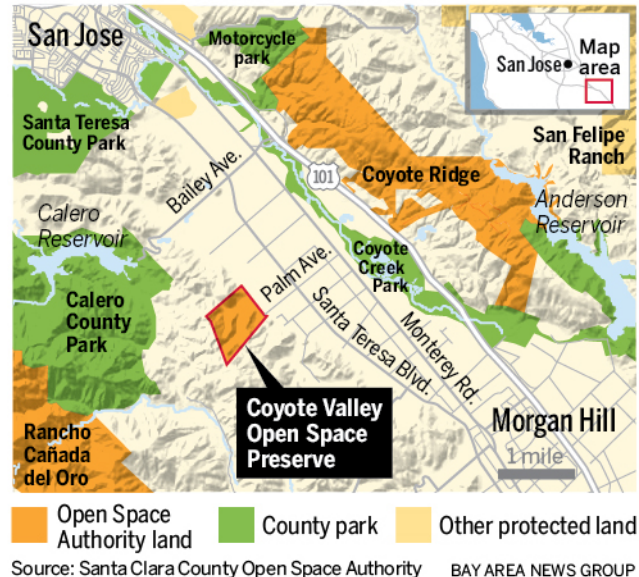 San Jose
Motorcycle
park
Map
area
San Jose
Santa Teresa
County Park
San Felipe
Ranch
Bailey Ave.
101
Coyote Ridge
Anderson
Reservoir
Calero
Reservoir
Coyote
Creek
Park
Palm Ave.
Calero
County
Park
Santa Teresa Blvd.
Monterey Rd.
Coyote Valley
Open Space
Preserve
Morgan Hill
Rancho
Cañada
del Oro
1 mile
Open Space
Authority land
County park
Other protected land
Source: Santa Clara County Open Space Authority
BAY AREA NEWS GROUP